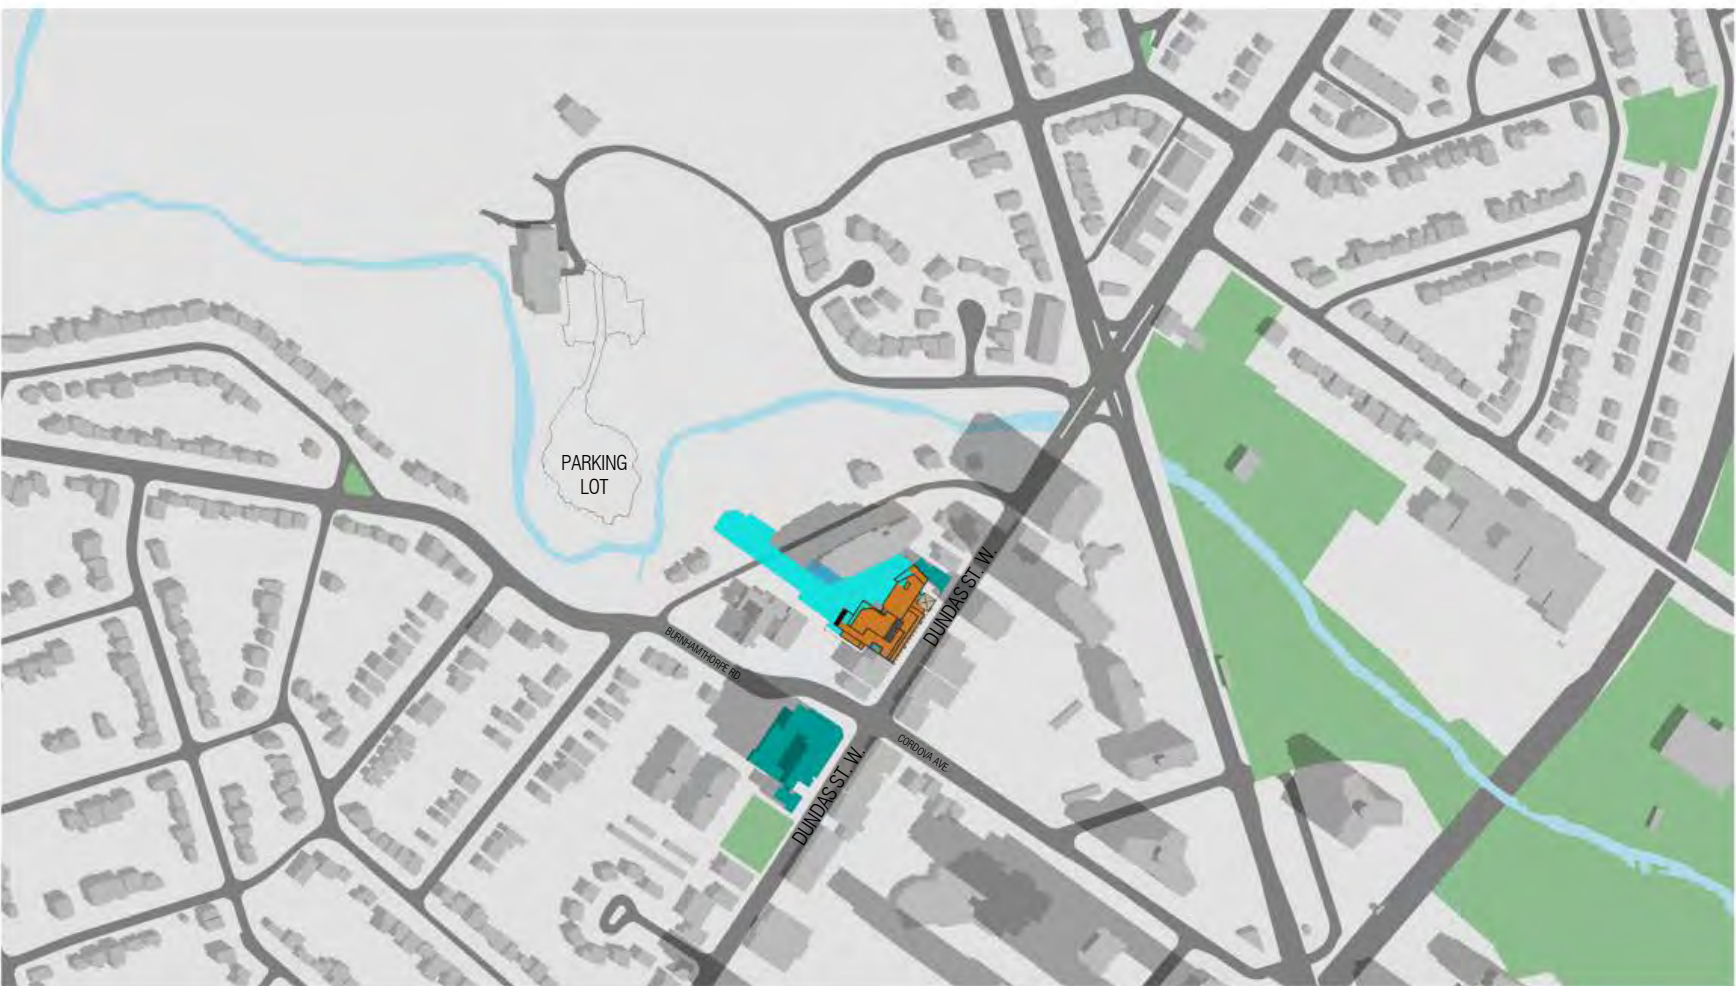 PARKING
LOT
DUNDAS ST. W.
BURNHAMTHORPE RD
CORDOVA AVE
DUNDAS ST. W.